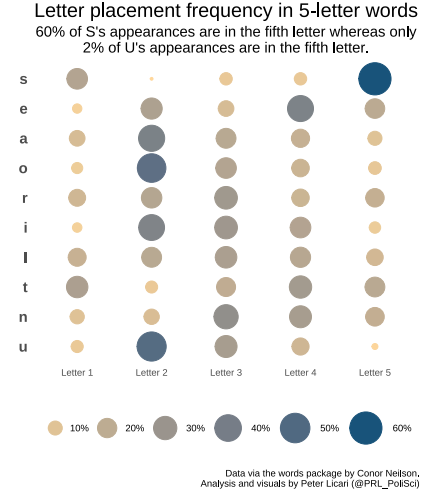 Letter placement frequency in 5-letter words
60% of S's appearances are in the fifth letter whereas only
2% of U's appearances are in the fifth letter.
s
e
a
o
r
i
l
t
n
u
Letter 1 Letter 2 Letter 3 Letter 4 Letter 5
10% 20% 30% 40% 50% 60%
Data via the words package by Conor Neilson.
Analysis and visuals by Peter Licari (@PRL_PoliSci)